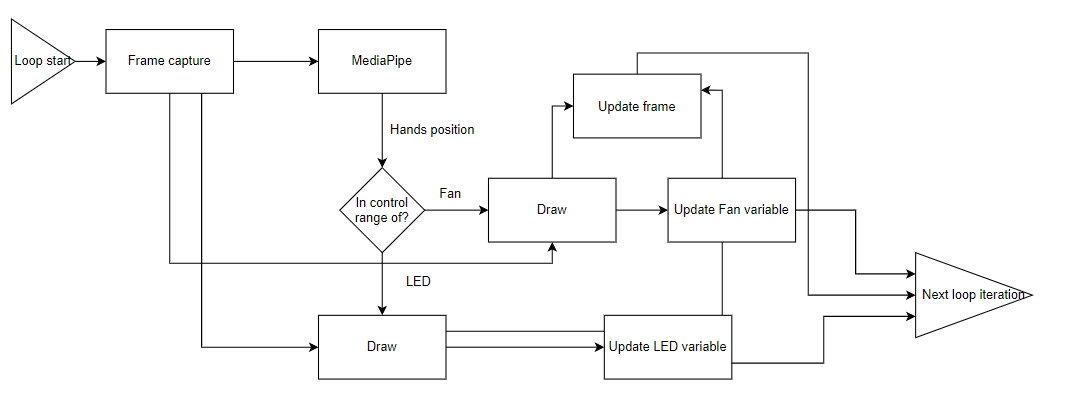 Loop start
Frame capture
MediaPipe
Update frame
Hands position
In control
range of?
Fan
Draw
Update Fan variable
LED
Next loop iteration
Draw
Update LED variable